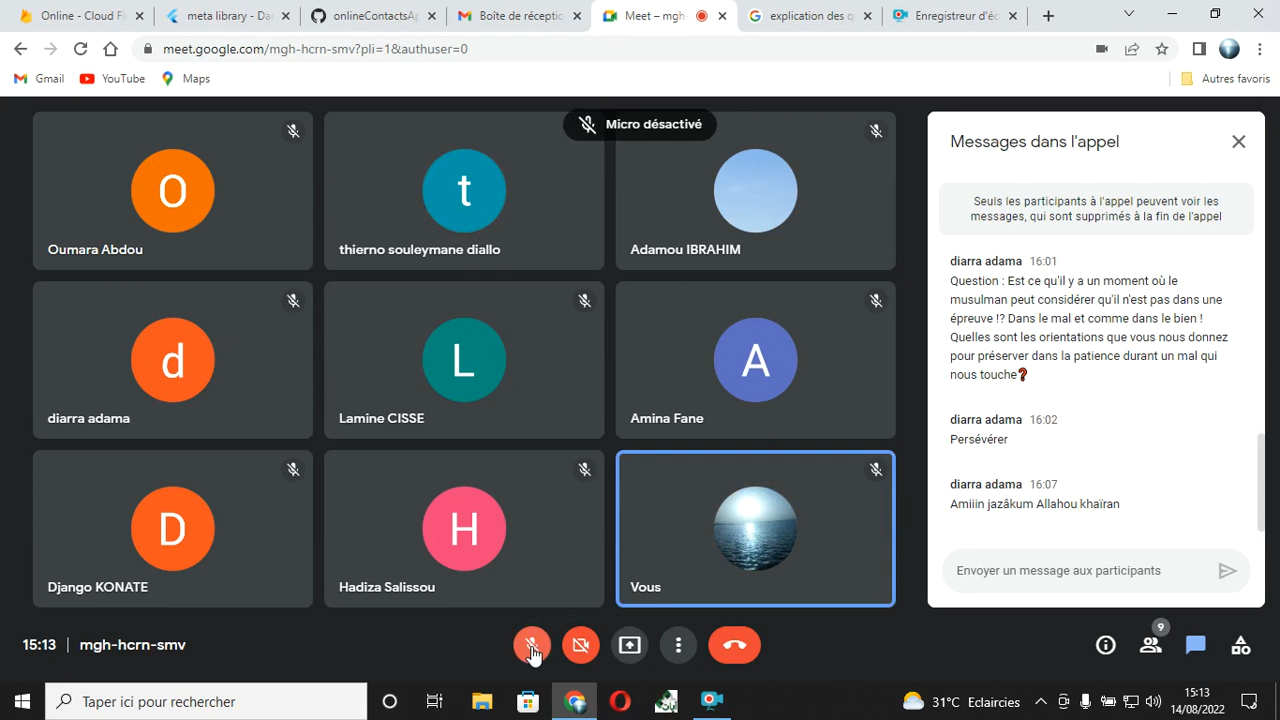 Online - Cloud Fi
meta library - Da
onlineContactsAp
Boîte de réceptio
Meet – mgh-
explication des q
Enregistreur d'éc
meet.google.com/mgh-hcrn-smv?pli=1&authuser=0
Gmail
YouTube
Maps
Autres favoris
Micro désactivé
O
Oumara Abdou
t
thierno souleymane diallo
Adamou IBRAHIM
d
diarra adama
L
Lamine CISSE
A
Amina Fane
D
Django KONATE
H
Hadiza Salissou
Vous
Messages dans l'appel
Seuls les participants à l'appel peuvent voir les
messages, qui sont supprimés à la fin de l'appel
diarra adama 16:01
Question : Est ce qu'il y a un moment où le
musulman peut considérer qu'il n'est pas dans une
épreuve !? Dans le mal et comme dans le bien !
Quelles sont les orientations que vous nous donnez
pour préserver dans la patience durant un mal qui
nous touche❓
diarra adama 16:02
Persévérer
diarra adama 16:07
Amiiin jazâkum Allahou khaïran
Envoyer un message aux participants
15:13 | mgh-hcrn-smv
9
Taper ici pour rechercher
31°C Eclaircies
15:13
14/08/2022